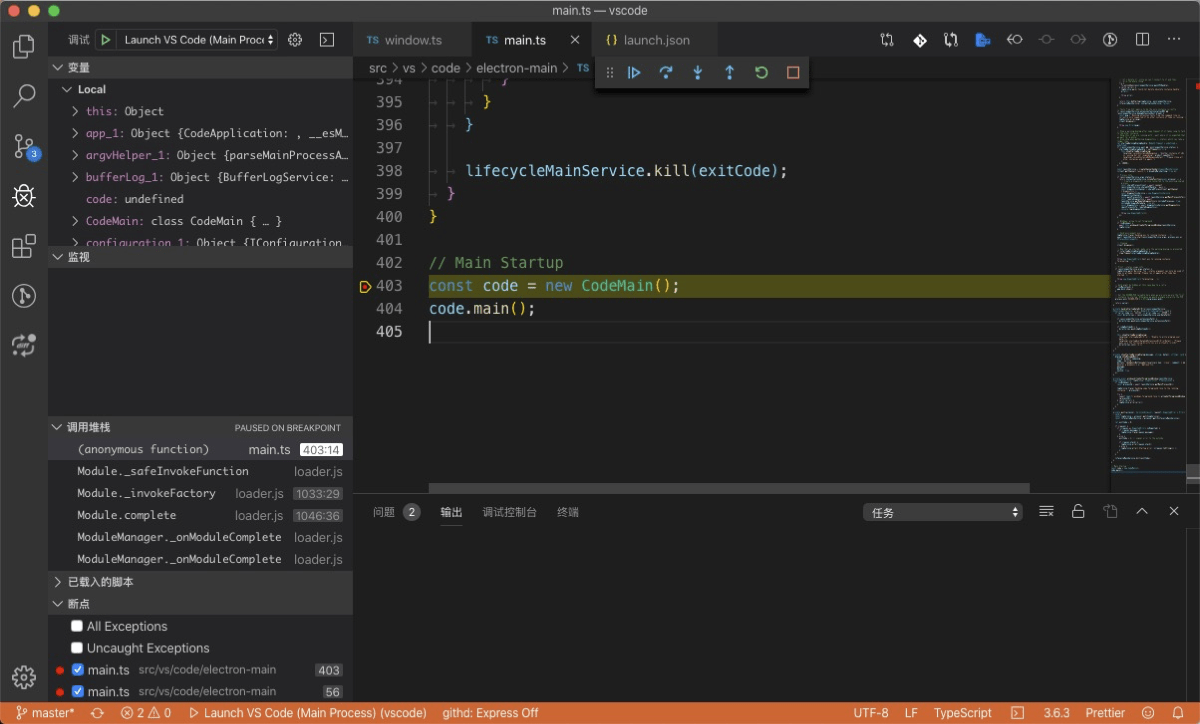 main.ts — vscode
调试 Launch VS Code (Main Proce
TS window.ts
TS main.ts
{} launch.json
src > vs > code > electron-main > TS
变量
Local
this: Object
app_1: Object {CodeApplication: , __esM…
argvHelper_1: Object {parseMainProcessA…
bufferLog_1: Object {BufferLogService: …
code: undefined
CodeMain: class CodeMain { … }
configuration_1: Object {IConfiguration
监视
调用堆栈 PAUSED ON BREAKPOINT
(anonymous function) main.ts 403:14
Module._safeInvokeFunction loader.js
Module._invokeFactory loader.js 1033:29
Module.complete loader.js 1046:36
ModuleManager._onModuleComplete loader.js
ModuleManager._onModuleComplete loader.js
已载入的脚本
断点
All Exceptions
Uncaught Exceptions
main.ts src/vs/code/electron-main 403
main.ts src/vs/code/electron-main 56
3
394 }
395 }
396 }
397
398 lifecycleMainService.kill(exitCode);
399 }
400 }
401
402 // Main Startup
403 const code = new CodeMain();
404 code.main();
405
问题 2 输出 调试控制台 终端 任务
master* 2 0 Launch VS Code (Main Process) (vscode) githd: Express Off UTF-8 LF TypeScript 3.6.3 Prettier